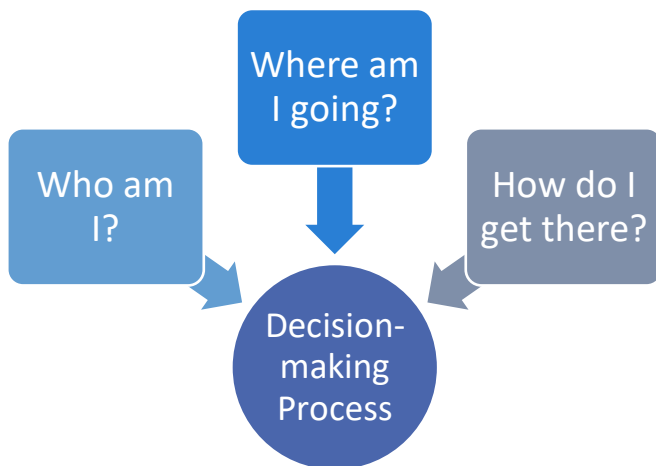 Where am
I going?
Who am
I?
How do I
get there?
Decision-
making
Process